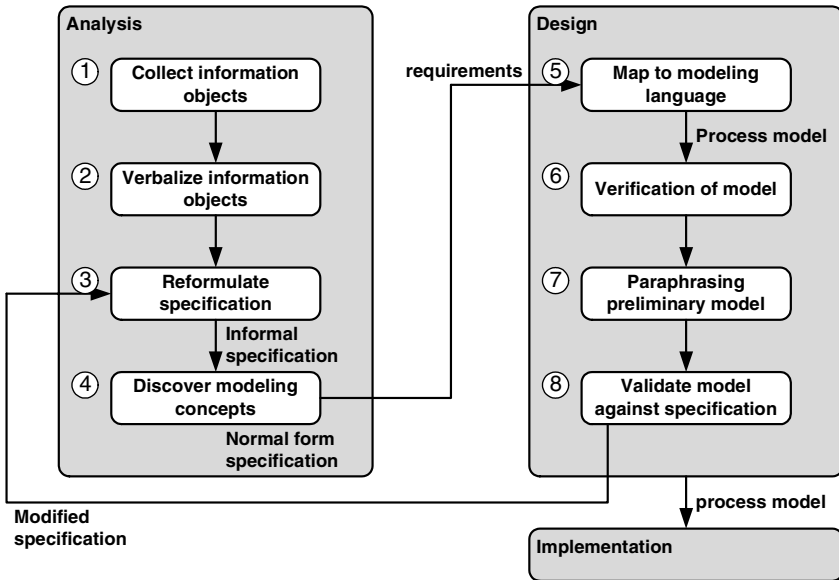 Analysis
1
Collect information
objects
2
Verbalize information
objects
3
Reformulate
specification
Informal
specification
4
Discover modeling
concepts
Normal form
specification
requirements
Modified
specification
Design
5
Map to modeling
language
Process model
6
Verification of model
7
Paraphrasing
preliminary model
8
Validate model
against specification
process model
Implementation